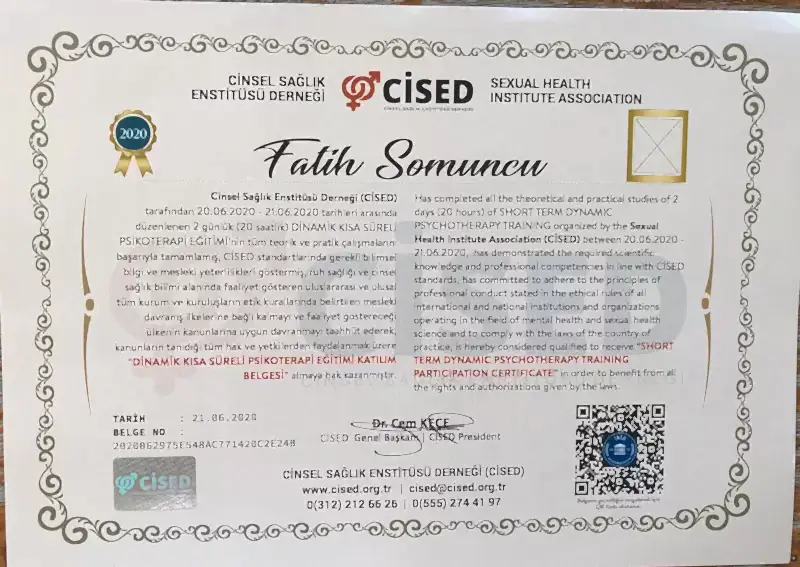 CİNSEL SAĞLIK
ENSTİTÜSÜ DERNEĞİ
CİSED
CİNSEL SAĞLIK ENSTİTÜSÜ DERNEĞİ
SEXUAL HEALTH
INSTITUTE ASSOCIATION
2020
Fatih Somuncu
Cinsel Sağlık Enstitüsü Derneği (CİSED)
tarafından 20.06.2020 - 21.06.2020 tarihleri arasında
düzenlenen 2 günlük (20 saatlik) DİNAMİK KISA SÜRELİ
PSİKOTERAPİ EĞİTİMİ'nin tüm teorik ve pratik çalışmalarını
başarıyla tamamlamış, CİSED standartlarında gerekli bilimsel
bilgi ve mesleki yeterlilikleri göstermiş, ruh sağlığı ve cinsel
sağlık bilimi alanında faaliyet gösteren uluslararası ve ulusal
tüm kurum ve kuruluşların etik kurallarında belirtilen mesleki
davranış ilkelerine bağlı kalmayı ve faaliyet göstereceği
ülkenin kanunlarına uygun davranmayı taahhüt ederek,
kanunların tanıdığı tüm hak ve yetkilerden faydalanmak üzere
"DİNAMİK KISA SÜRELİ PSİKOTERAPİ EĞİTİMİ KATILIM
BELGESİ" almaya hak kazanmıştır.
Has completed all the theoretical and practical studies of 2
days (20 hours) of SHORT TERM DYNAMIC
PSYCHOTHERAPY TRAINING organized by the Sexual
Health Institute Association (CİSED) between 20.06.2020 -
21.06.2020, has demonstrated the required scientific
knowledge and professional competencies in line with CİSED
standards, has committed to adhere to the principles of
professional conduct stated in the ethical rules of all
international and national institutions and organizations
operating in the field of mental health and sexual health
science and to comply with the laws of the country of
practice, is hereby considered qualified to receive "SHORT
TERM DYNAMIC PSYCHOTHERAPY TRAINING
PARTICIPATION CERTIFICATE" in order to benefit from all
the rights and authorizations given by the laws.
TARİH : 21.06.2020
BELGE NO :
2020862975E548AC771420C2E248
Dr. Cem KEÇE
CİSED Genel Başkanı | CİSED President
CİSED
CİNSEL SAĞLIK ENSTİTÜSÜ DERNEĞİ (CİSED)
www.cised.org.tr | cised@cised.org.tr
0(312) 212 66 26 | 0(555) 274 41 97